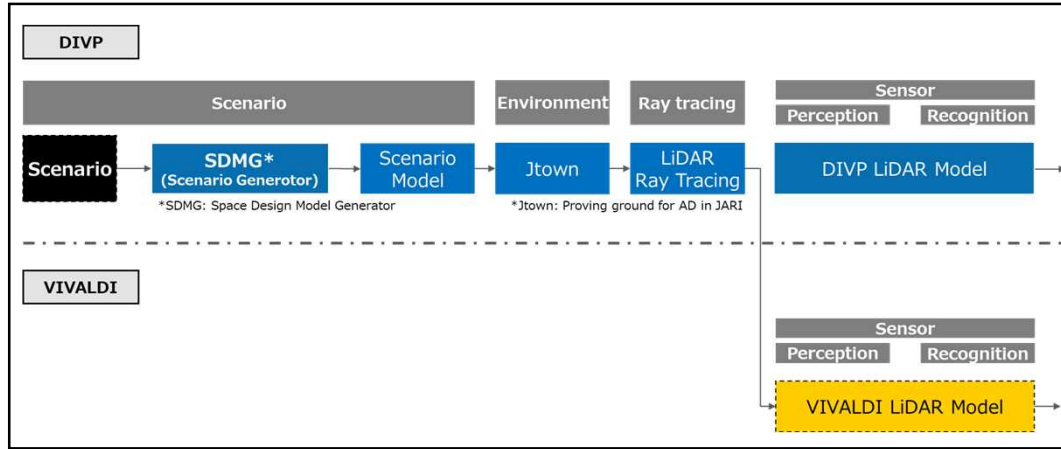 DIVP
Scenario
Environment
Ray tracing
Sensor
Perception
Recognition
Scenario
SDMG*
(Scenario Generotor)
Scenario
Model
Jtown
LiDAR
Ray Tracing
DIVP LiDAR Model
*SDMG: Space Design Model Generator
*Jtown: Proving ground for AD in JARI
VIVALDI
Sensor
Perception
Recognition
VIVALDI LiDAR Model